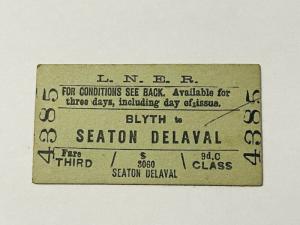 L. N. E. R.
FOR CONDITIONS SEE BACK. Available for
three days, including day of issue.
BLYTH to
SEATON DELAVAL
Fare S 9d.C
THIRD 3060 CLASS
SEATON DELAVAL
4385
4385